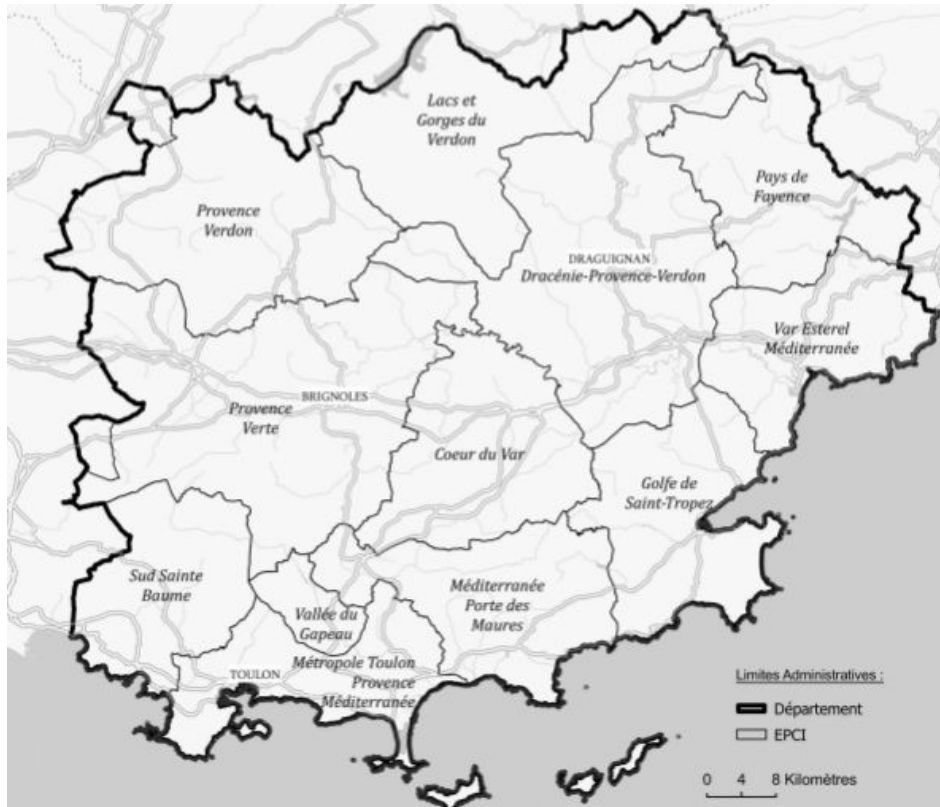 Lacs et
Gorges du
Verdon
Pays de
Fayence
Provence
Verdon
DRAGUIGNAN
Dracénie-Provence-Verdon
Var Esterel
Méditerranée
BRIGNOLES
Provence
Verte
Coeur du Var
Golfe de
Saint-Tropez
Sud Sainte
Baume
Méditerranée
Porte des
Maures
Vallée du
Gapeau
TOULON
Métropole Toulon
Provence
Méditerranée
Limites Administratives :
Département
EPCI
0 4 8 Kilomètres